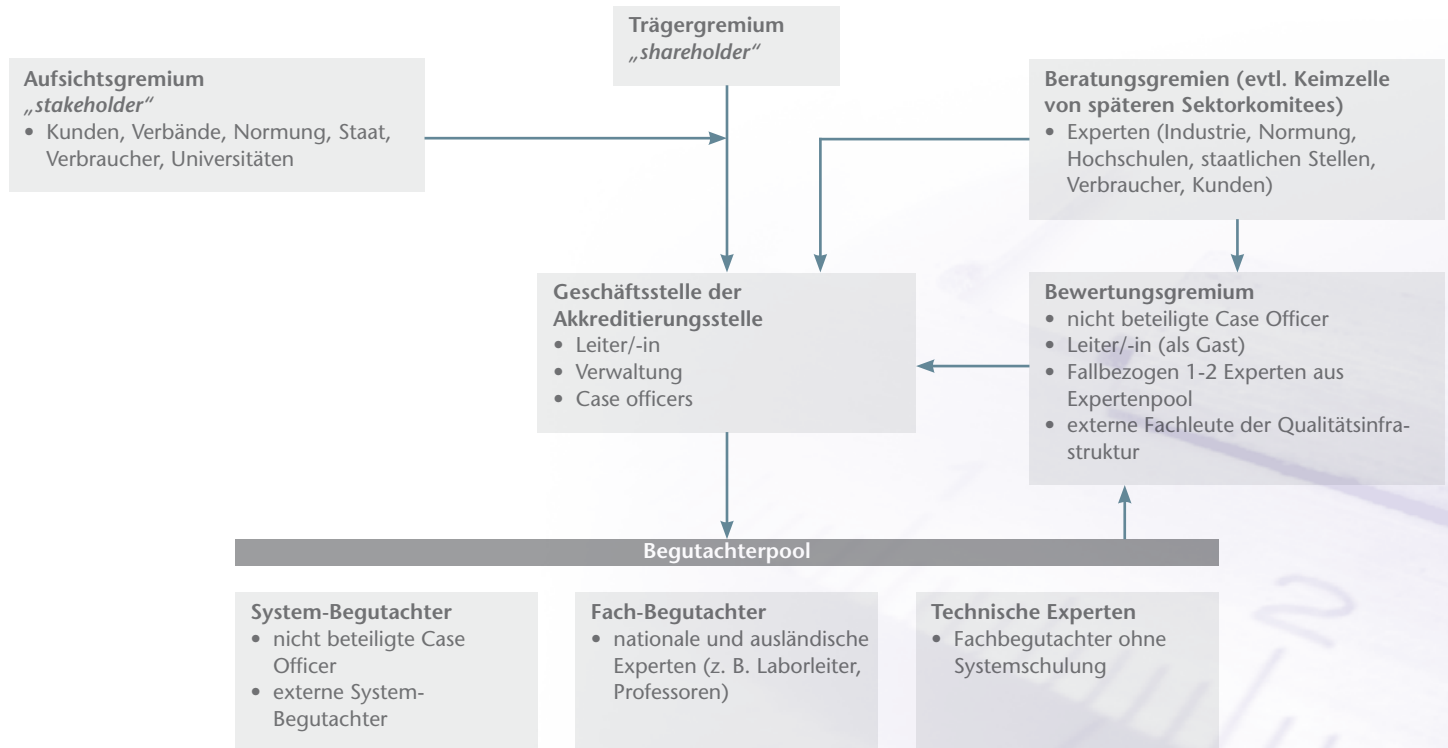 Trägergremium
„shareholder“
Aufsichtsgremium
„stakeholder“
• Kunden, Verbände, Normung, Staat,
Verbraucher, Universitäten
Beratungsgremien (evtl. Keimzelle
von späteren Sektorkomitees)
• Experten (Industrie, Normung,
Hochschulen, staatlichen Stellen,
Verbraucher, Kunden)
Geschäftsstelle der
Akkreditierungsstelle
• Leiter/-in
• Verwaltung
• Case officers
Bewertungsgremium
• nicht beteiligte Case Officer
• Leiter/-in (als Gast)
• Fallbezogen 1-2 Experten aus
Expertenpool
• externe Fachleute der Qualitätsinfra-
struktur
Begutachterpool
System-Begutachter
• nicht beteiligte Case
Officer
• externe System-
Begutachter
Fach-Begutachter
• nationale und ausländische
Experten (z. B. Laborleiter,
Professoren)
Technische Experten
• Fachbegutachter ohne
Systemschulung
1
2